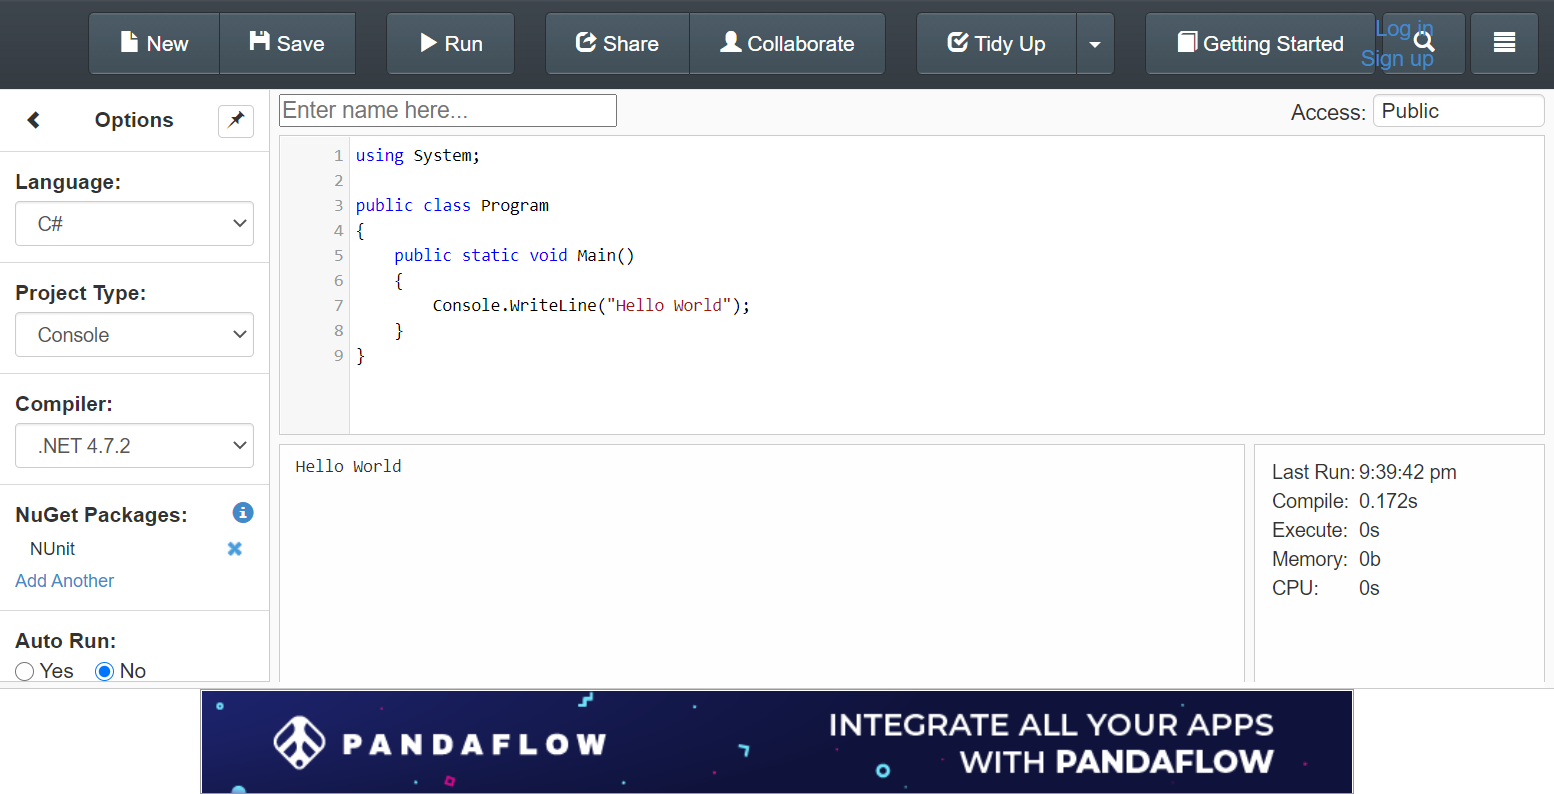 New Save Run Share Collaborate Tidy Up Getting Started Log in
Sign up
Options
Enter name here...
Access: Public
Language:
C#
Project Type:
Console
Compiler:
.NET 4.7.2
NuGet Packages:
NUnit
Add Another
Auto Run:
Yes No
1 using System;
2
3 public class Program
4 {
5     public static void Main()
6     {
7         Console.WriteLine("Hello World");
8     }
9 }
Hello World
Last Run: 9:39:42 pm
Compile: 0.172s
Execute: 0s
Memory: 0b
CPU: 0s
PANDAFLOW
INTEGRATE ALL YOUR APPS
WITH PANDAFLOW